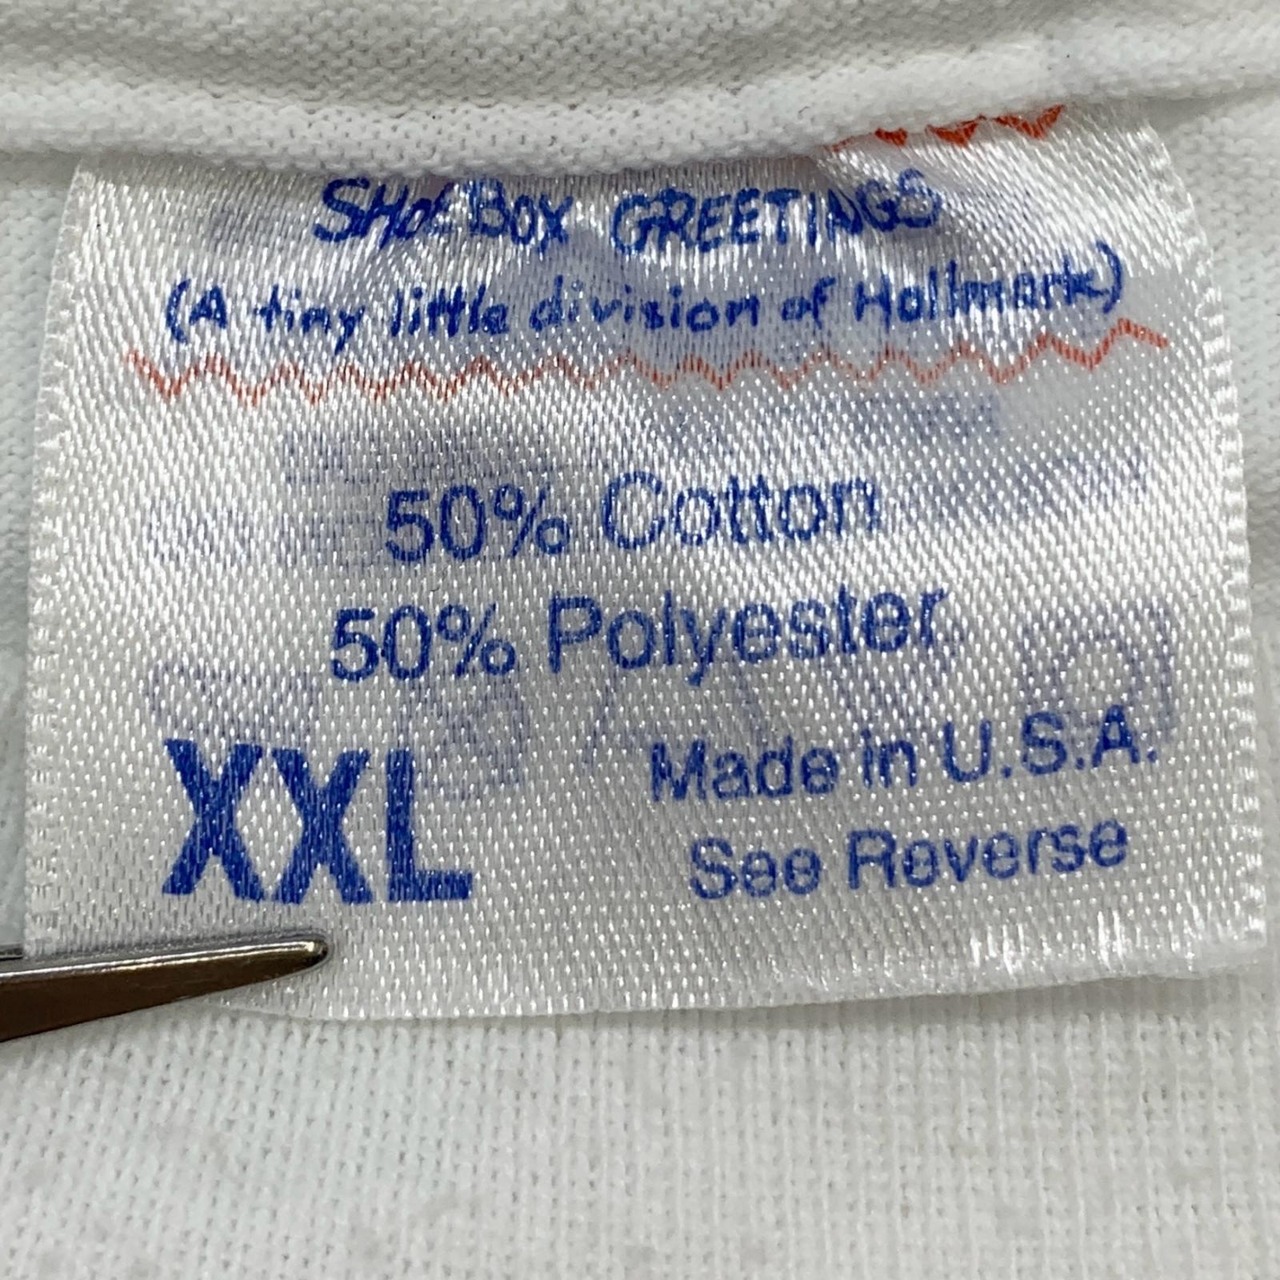 SHOEBOX GREETINGS
(A tiny little division of Hallmark)
50% Cotton
50% Polyester
XXL
Made in U.S.A.
See Reverse